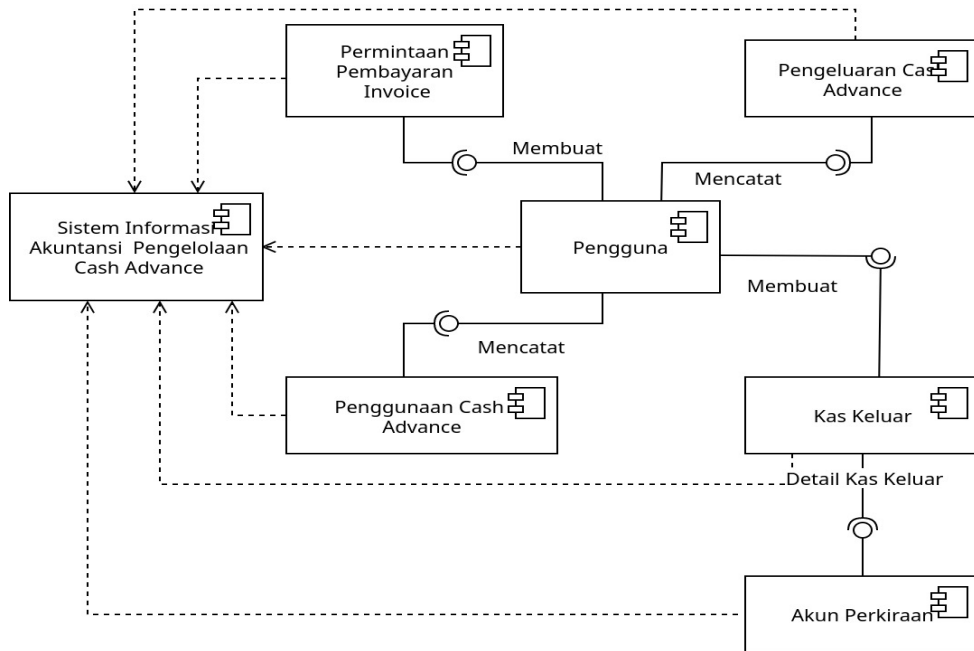 Permintaan
Pembayaran
Invoice
Pengeluaran Cash
Advance
Membuat
Mencatat
Sistem Informasi
Akuntansi Pengelolaan
Cash Advance
Pengguna
Membuat
Mencatat
Penggunaan Cash
Advance
Kas Keluar
Detail Kas Keluar
Akun Perkiraan